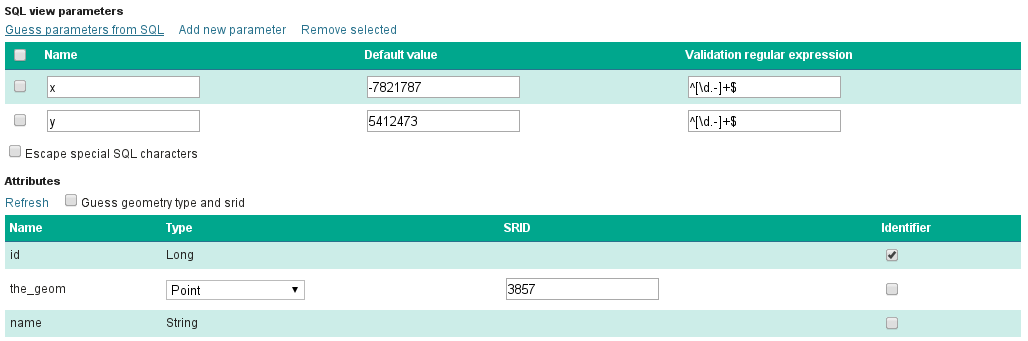 SQL view parameters
Guess parameters from SQL Add new parameter Remove selected
Name Default value Validation regular expression
x -7821787 ^[\d.-]+$
y 5412473 ^[\d.-]+$
Escape special SQL characters
Attributes
Refresh Guess geometry type and srid
Name Type SRID Identifier
id Long
the_geom Point 3857
name String